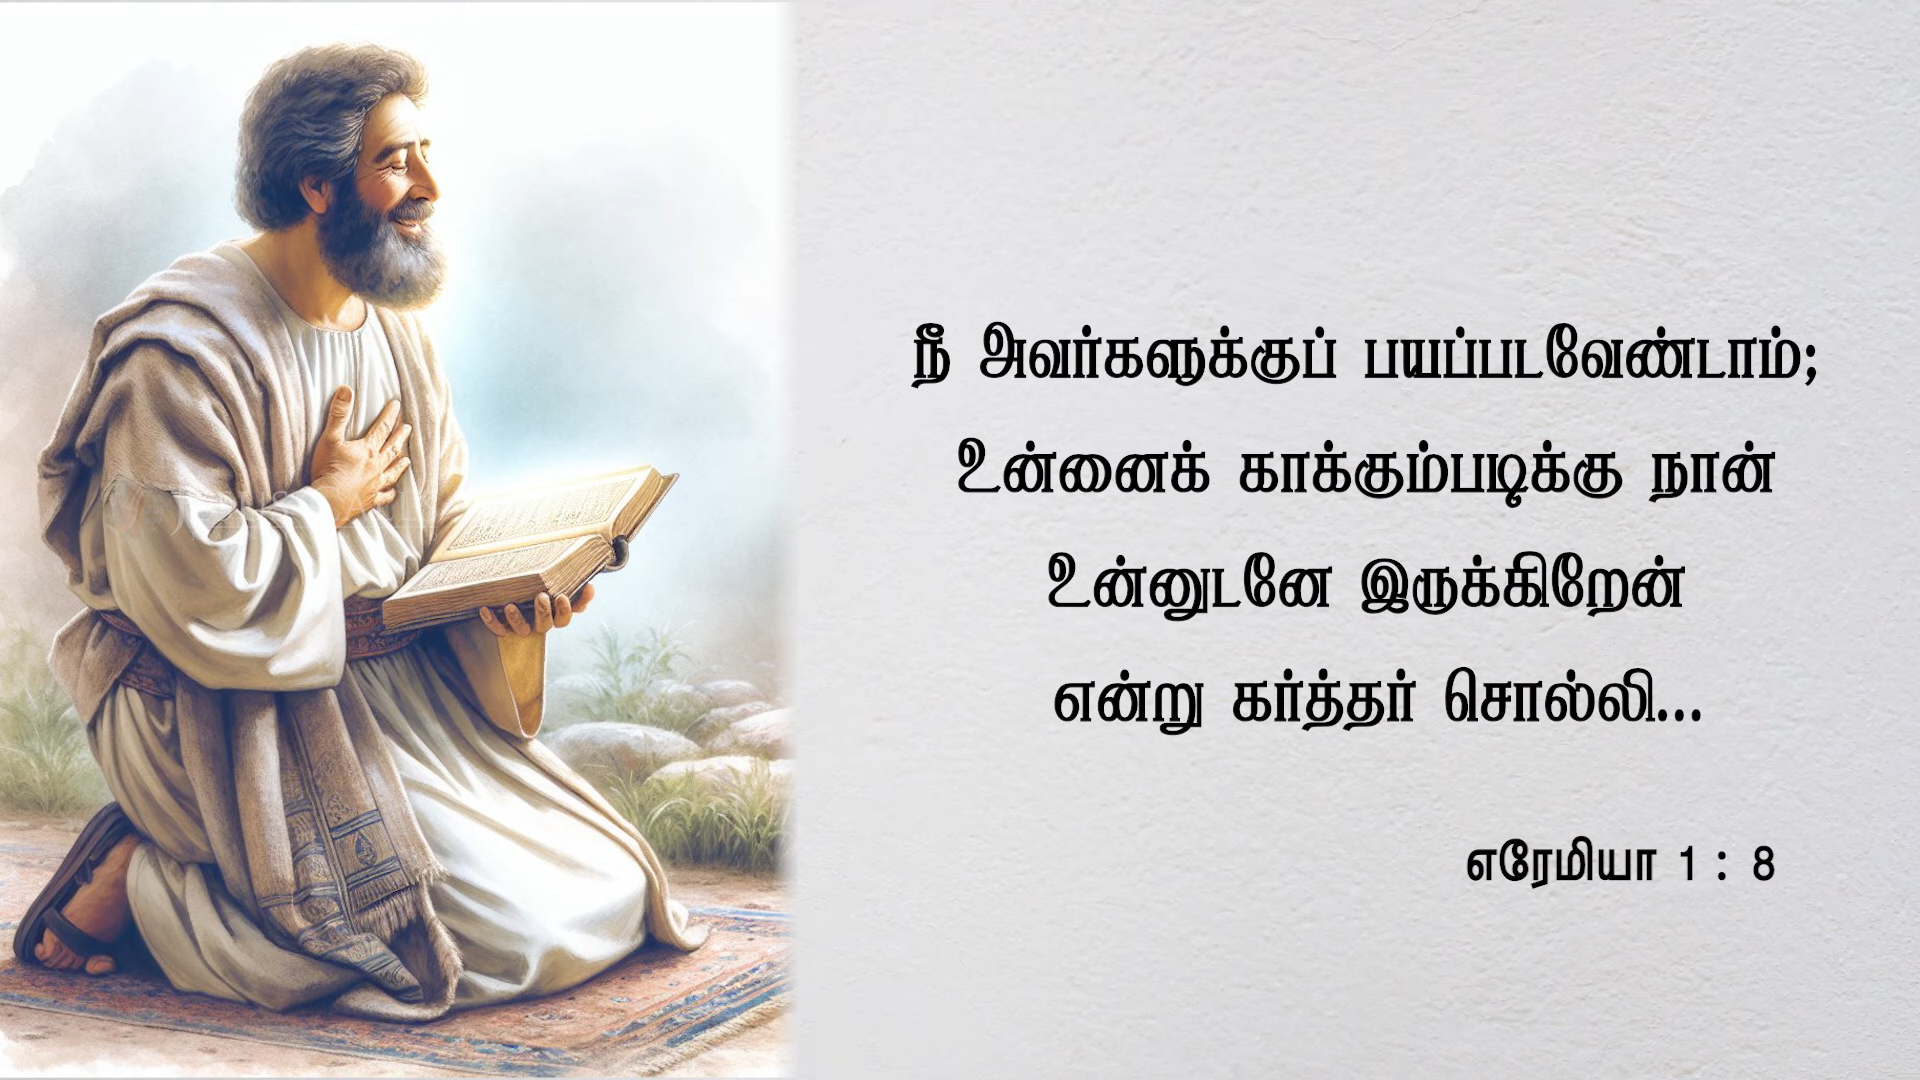 நீ அவர்களுக்குப் பயப்படவேண்டாம்;
உன்னைக் காக்கும்படிக்கு நான்
உன்னுடனே இருக்கிறேன்
என்று கர்த்தர் சொல்லி...
எரேமியா 1 : 8